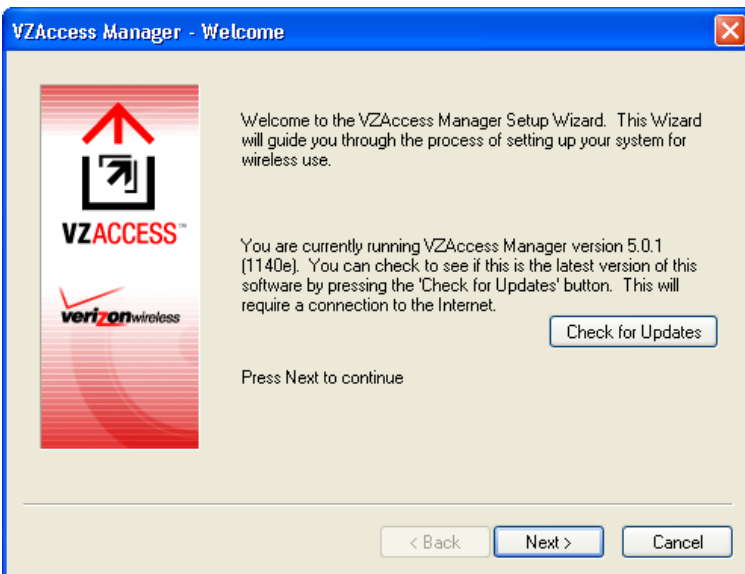 VZAccess Manager - Welcome
VZACCESS™
verizonwireless
Welcome to the VZAccess Manager Setup Wizard. This Wizard
will guide you through the process of setting up your system for
wireless use.
You are currently running VZAccess Manager version 5.0.1
(1140e). You can check to see if this is the latest version of this
software by pressing the 'Check for Updates' button. This will
require a connection to the Internet.
Check for Updates
Press Next to continue
< Back
Next >
Cancel